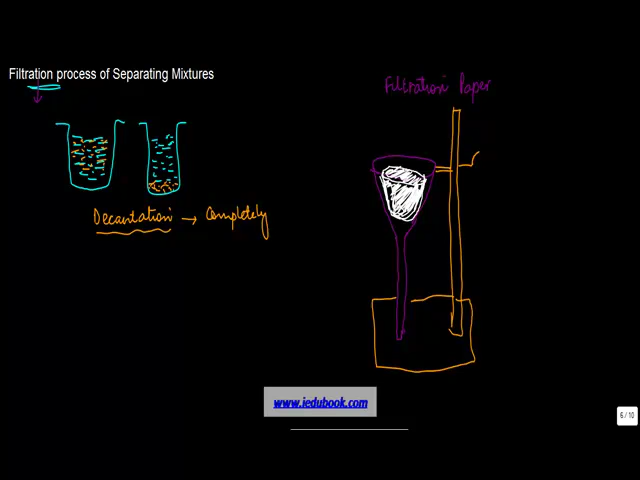 Filtration process of Separating Mixtures
Filtration Paper
Decantation → Completely
www.iedubook.com
6 / 10